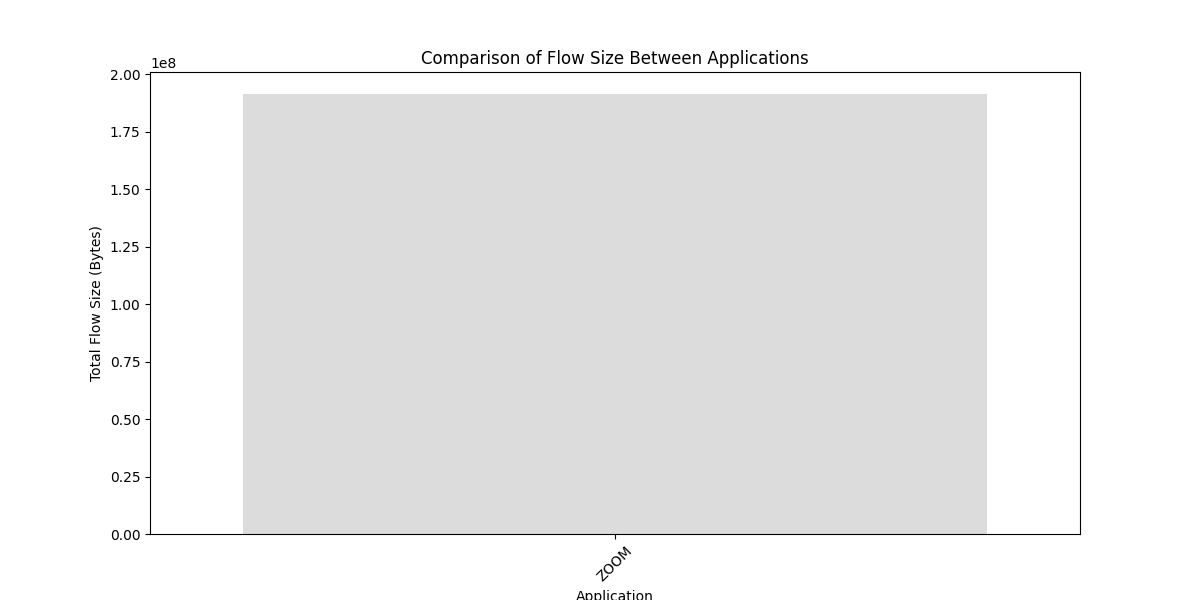 Comparison of Flow Size Between Applications
1e8
2.00
1.75
1.50
1.25
1.00
0.75
0.50
0.25
0.00
Total Flow Size (Bytes)
ZOOM
Application